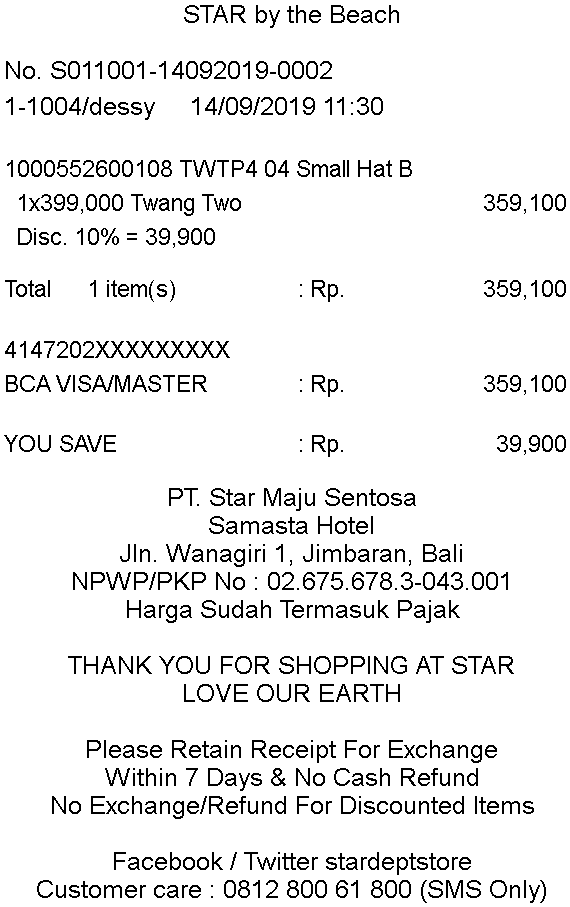 STAR by the Beach
No. S011001-14092019-0002
1-1004/dessy 14/09/2019 11:30
1000552600108 TWTP4 04 Small Hat B
1x399,000 Twang Two 359,100
Disc. 10% = 39,900
Total 1 item(s) : Rp. 359,100
4147202XXXXXXXXX
BCA VISA/MASTER : Rp. 359,100
YOU SAVE : Rp. 39,900
PT. Star Maju Sentosa
Samasta Hotel
Jln. Wanagiri 1, Jimbaran, Bali
NPWP/PKP No : 02.675.678.3-043.001
Harga Sudah Termasuk Pajak
THANK YOU FOR SHOPPING AT STAR
LOVE OUR EARTH
Please Retain Receipt For Exchange
Within 7 Days & No Cash Refund
No Exchange/Refund For Discounted Items
Facebook / Twitter stardeptstore
Customer care : 0812 800 61 800 (SMS Only)